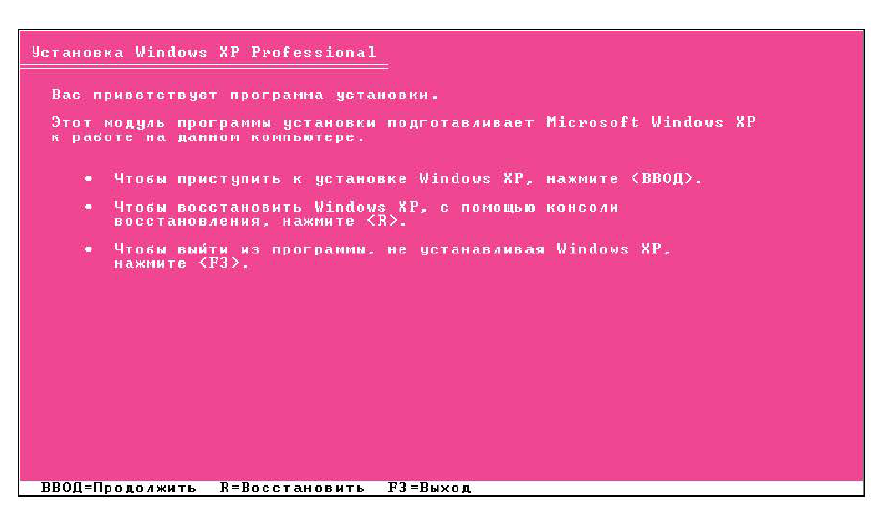 Установка Windows XP Professional
Вас приветствует программа установки.
Этот модуль программы установки подготавливает Microsoft Windows XP
к работе на данном компьютере.
• Чтобы приступить к установке Windows XP, нажмите <ВВОД>.
• Чтобы восстановить Windows XP, с помощью консоли
восстановления, нажмите <R>.
• Чтобы выйти из программы, не устанавливая Windows XP,
нажмите <F3>.
ВВОД=Продолжить R=Восстановить F3=Выход